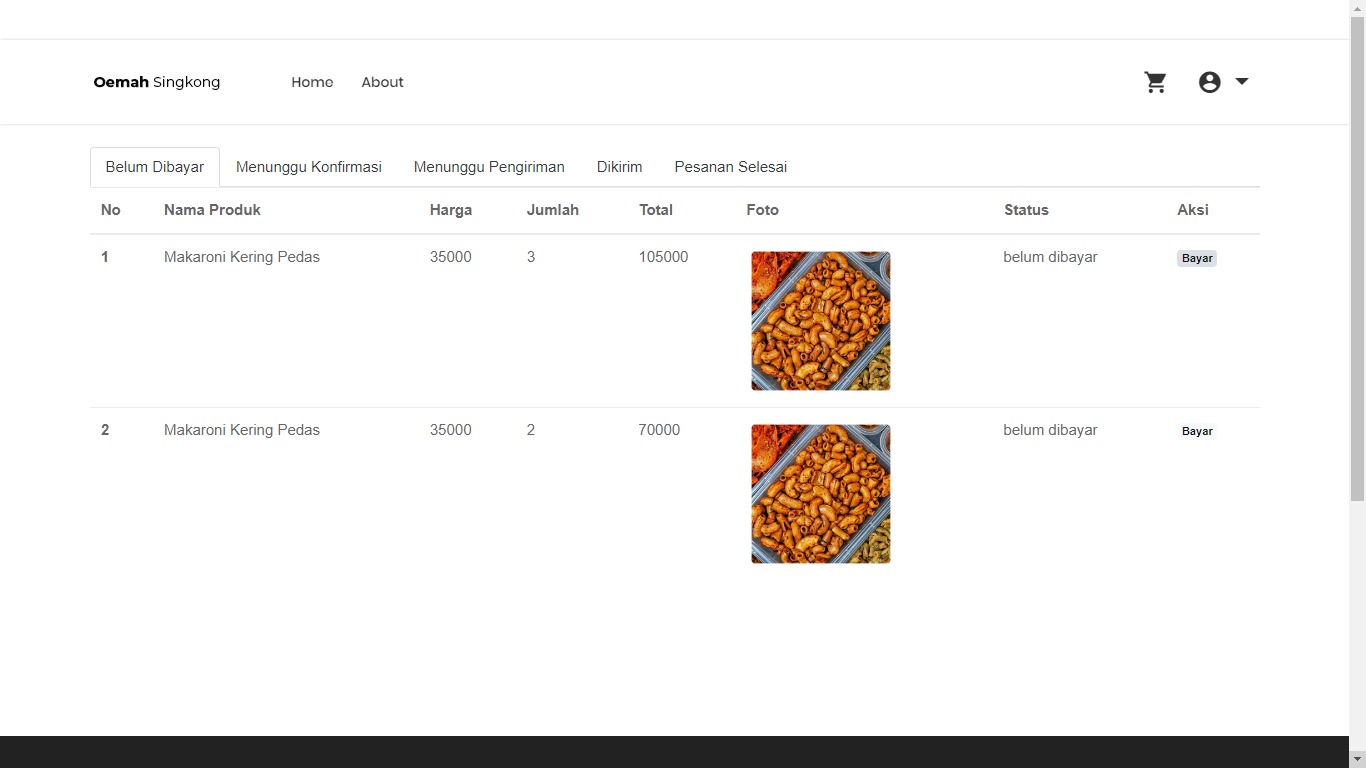 Oemah Singkong Home About
Belum Dibayar Menunggu Konfirmasi Menunggu Pengiriman Dikirim Pesanan Selesai
No Nama Produk Harga Jumlah Total Foto Status Aksi
1 Makaroni Kering Pedas 35000 3 105000 belum dibayar Bayar
2 Makaroni Kering Pedas 35000 2 70000 belum dibayar Bayar